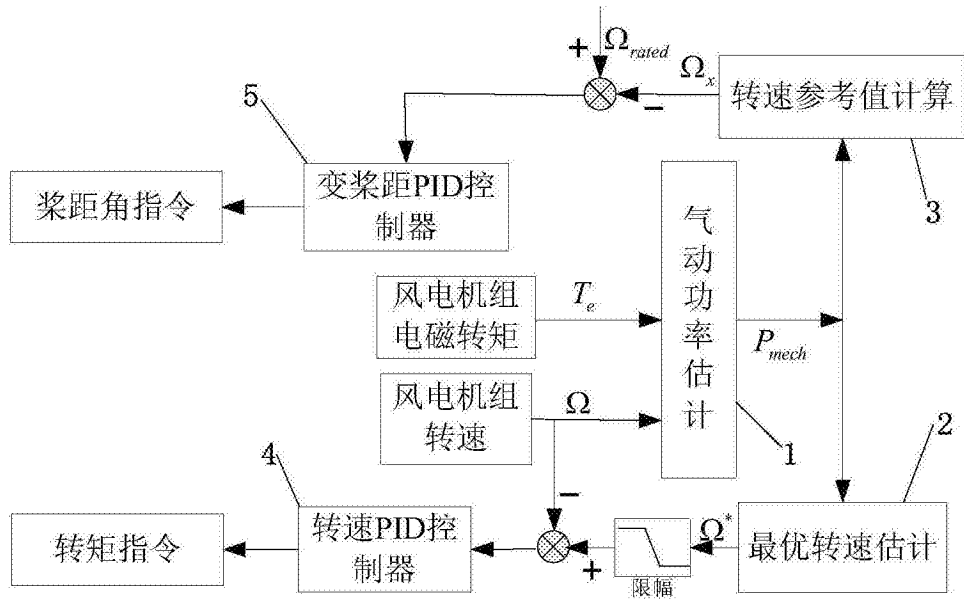 +
Ω_rated
Ω_x
−
转速参考值计算
5
变桨距PID控
制器
桨距角指令
3
气动功率估计
风电机组
电磁转矩
T_e
P_mech
风电机组
转速
Ω
1
2
4
−
转矩指令
转速PID控
制器
+
限幅
Ω*
最优转速估计